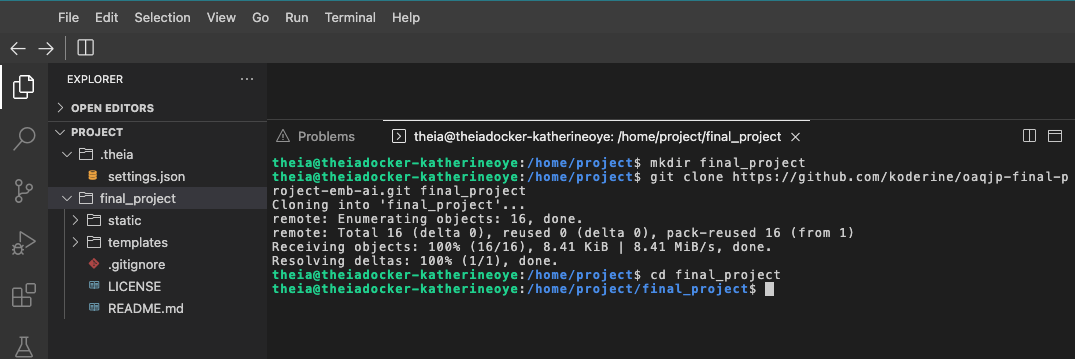 File Edit Selection View Go Run Terminal Help
EXPLORER
OPEN EDITORS
PROJECT
.theia
settings.json
final_project
static
templates
.gitignore
LICENSE
README.md
Problems
theia@theiadocker-katherineoye: /home/project/final_project
theia@theiadocker-katherineoye:/home/project$ mkdir final_project
theia@theiadocker-katherineoye:/home/project$ git clone https://github.com/koderine/oaqjp-final-p
roject-emb-ai.git final_project
Cloning into 'final_project'...
remote: Enumerating objects: 16, done.
remote: Total 16 (delta 0), reused 0 (delta 0), pack-reused 16 (from 1)
Receiving objects: 100% (16/16), 8.41 KiB | 8.41 MiB/s, done.
Resolving deltas: 100% (1/1), done.
theia@theiadocker-katherineoye:/home/project$ cd final_project
theia@theiadocker-katherineoye:/home/project/final_project$